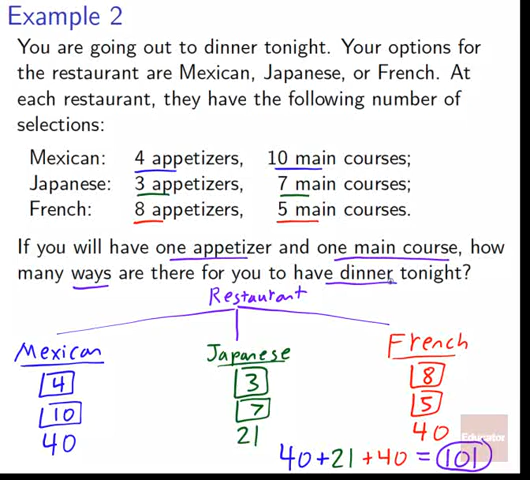 Example 2
You are going out to dinner tonight. Your options for
the restaurant are Mexican, Japanese, or French. At
each restaurant, they have the following number of
selections:
Mexican: 4 appetizers, 10 main courses;
Japanese: 3 appetizers, 7 main courses;
French: 8 appetizers, 5 main courses.
If you will have one appetizer and one main course, how
many ways are there for you to have dinner tonight?
Restaurant
Mexican Japanese French
4 3 8
10 7 5
40 21 40
Educator
40+21+40=101